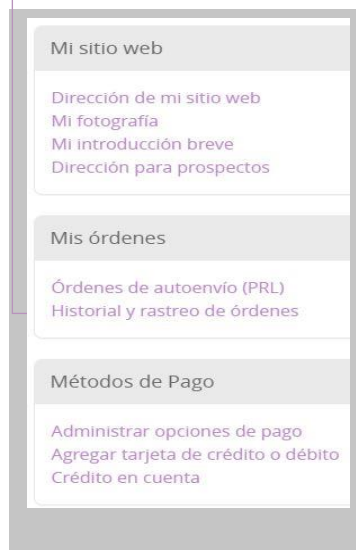 Mi sitio web
Dirección de mi sitio web
Mi fotografía
Mi introducción breve
Dirección para prospectos
Mis órdenes
Órdenes de autoenvío (PRL)
Historial y rastreo de órdenes
Métodos de Pago
Administrar opciones de pago
Agregar tarjeta de crédito o débito
Crédito en cuenta